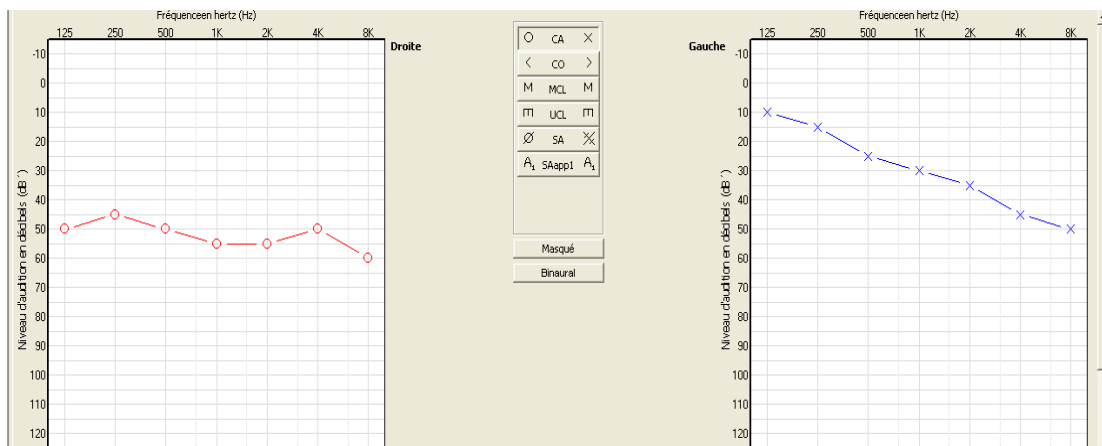 Fréquenceen hertz (Hz)
125 250 500 1K 2K 4K 8K
Droite
Niveau d'audition en décibels (dB´)
-10
0
10
20
30
40
50
60
70
80
90
100
110
120
O CA X
< CO >
M MCL M
E UCL E
Ø SA XX
A1 SAapp1 A1
Masqué
Binaural
Fréquenceen hertz (Hz)
125 250 500 1K 2K 4K 8K
Gauche
Niveau d'audition en décibels (dB´)
-10
0
10
20
30
40
50
60
70
80
90
100
110
120